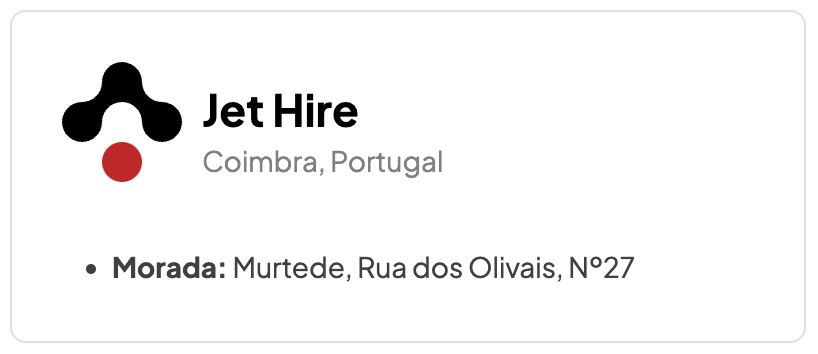 Jet Hire
Coimbra, Portugal
• Morada: Murtede, Rua dos Olivais, Nº27